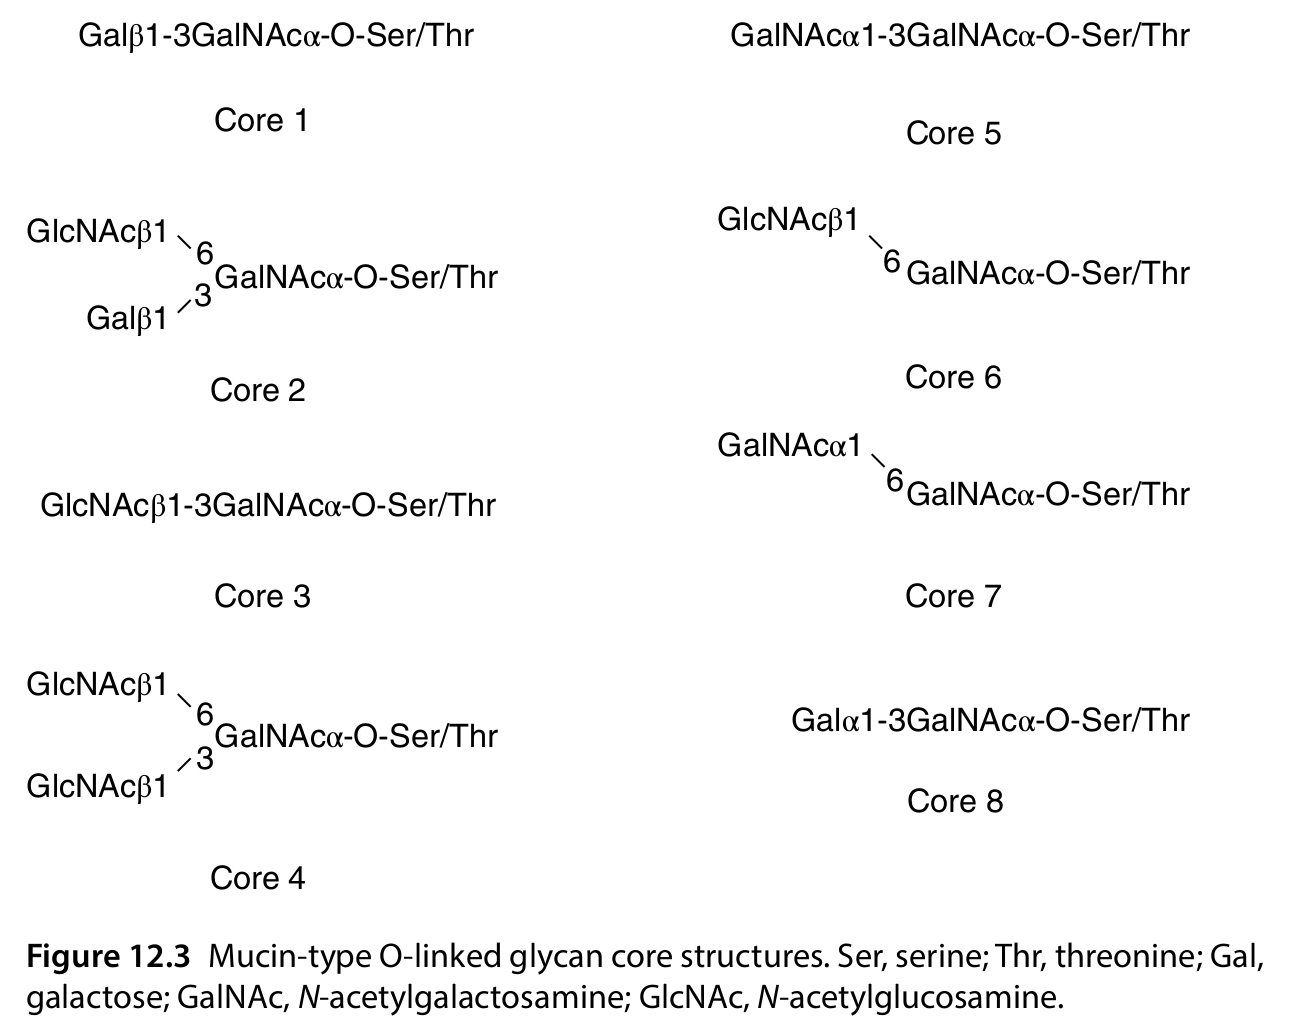 Galβ1-3GalNAcα-O-Ser/Thr
Core 1
GlcNAcβ1
6
GalNAcα-O-Ser/Thr
3
Galβ1
Core 2
GlcNAcβ1-3GalNAcα-O-Ser/Thr
Core 3
GlcNAcβ1
6
GalNAcα-O-Ser/Thr
3
GlcNAcβ1
Core 4
GalNAcα1-3GalNAcα-O-Ser/Thr
Core 5
GlcNAcβ1
6
GalNAcα-O-Ser/Thr
Core 6
GalNAcα1
6
GalNAcα-O-Ser/Thr
Core 7
Galα1-3GalNAcα-O-Ser/Thr
Core 8
Figure 12.3 Mucin-type O-linked glycan core structures. Ser, serine; Thr, threonine; Gal,
galactose; GalNAc, N-acetylgalactosamine; GlcNAc, N-acetylglucosamine.